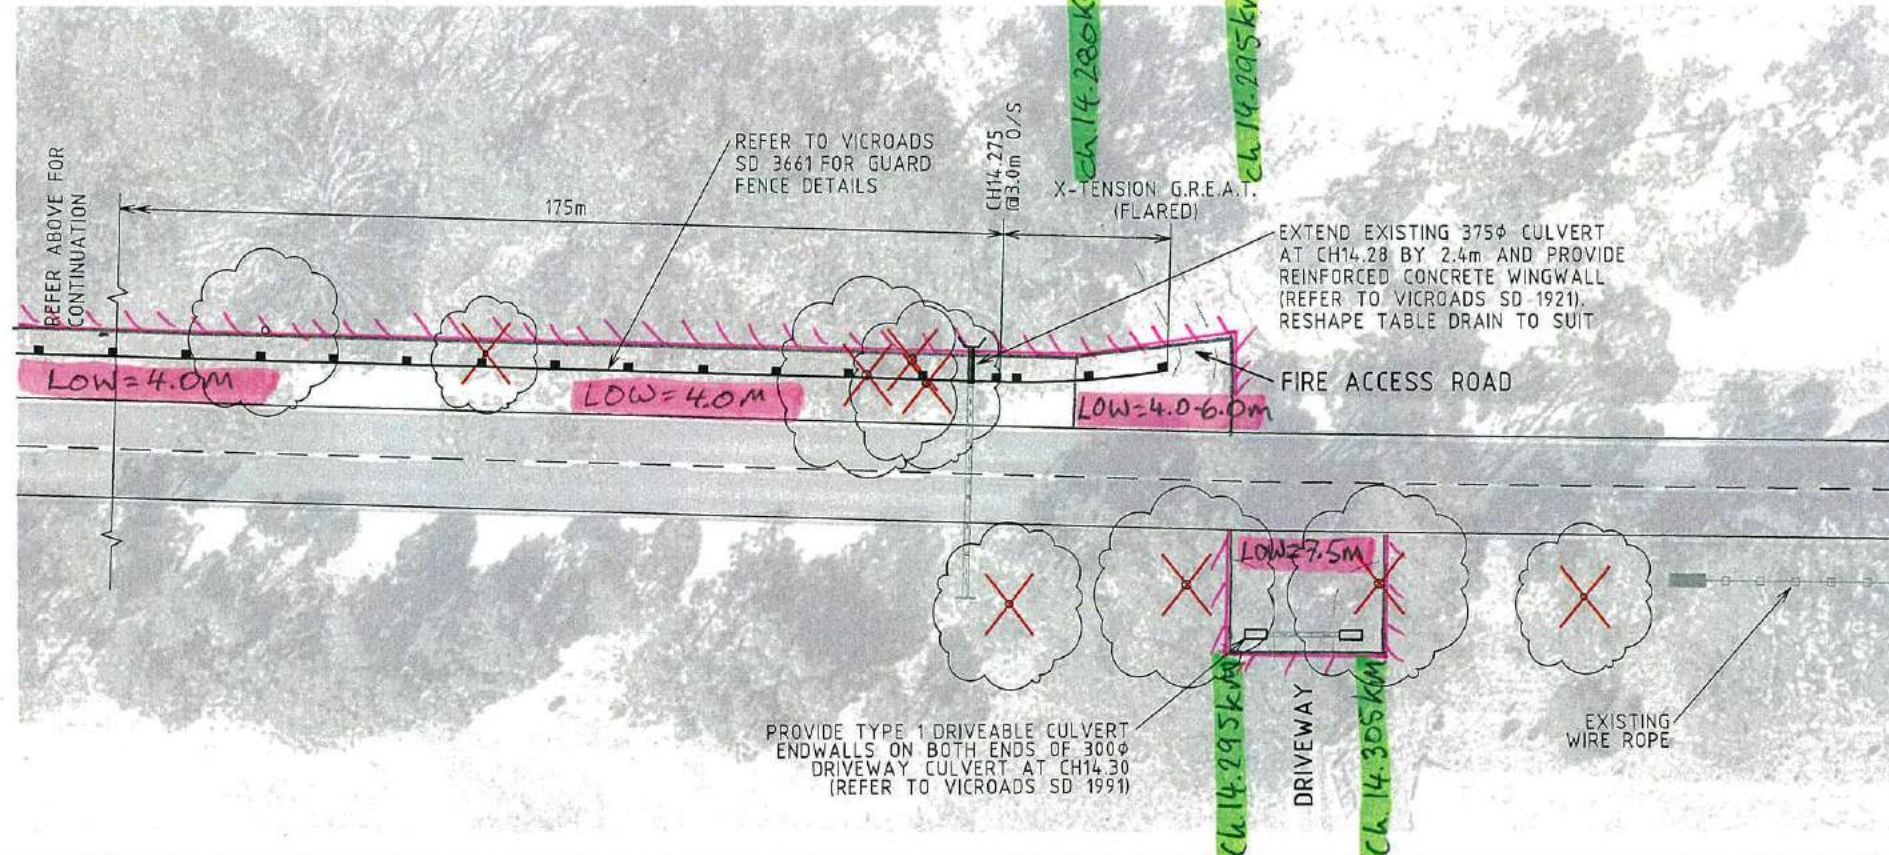 ch.14.280k
ch.14.295km
REFER ABOVE FOR
CONTINUATION
175m
REFER TO VICROADS
SD 3661 FOR GUARD
FENCE DETAILS
CH14.275
@3.0m O/S
X-TENSION G.R.E.A.T.
(FLARED)
EXTEND EXISTING 375ϕ CULVERT
AT CH14.28 BY 2.4m AND PROVIDE
REINFORCED CONCRETE WINGWALL
(REFER TO VICROADS SD 1921).
RESHAPE TABLE DRAIN TO SUIT
FIRE ACCESS ROAD
LOW=4.0M
LOW=4.0M
LOW=4.0-6.0m
LOW=7.5M
PROVIDE TYPE 1 DRIVEABLE CULVERT
ENDWALLS ON BOTH ENDS OF 300ϕ
DRIVEWAY CULVERT AT CH14.30
(REFER TO VICROADS SD 1991)
Ch.14.295km
DRIVEWAY
Ch.14.305KM
EXISTING
WIRE ROPE